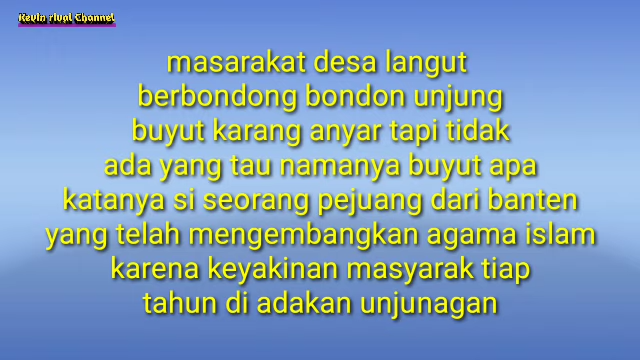 Kevin rival Channel
masarakat desa langut
berbondong bondon unjung
buyut karang anyar tapi tidak
ada yang tau namanya buyut apa
katanya si seorang pejuang dari banten
yang telah mengembangkan agama islam
karena keyakinan masyarak tiap
tahun di adakan unjunagan